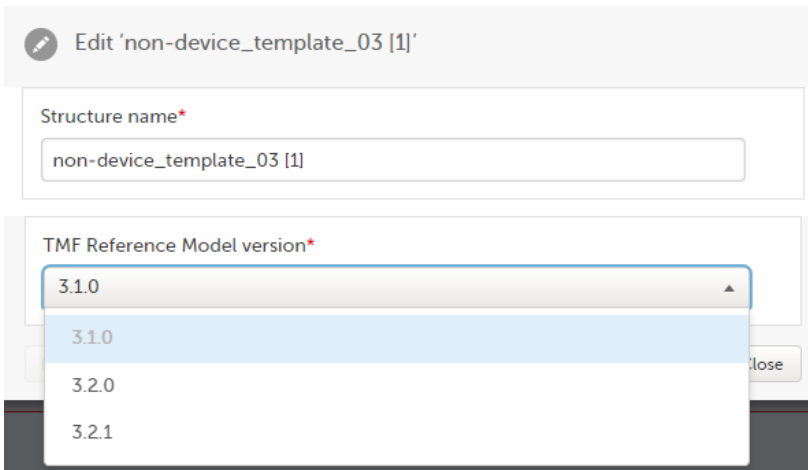 Edit ‘non-device_template_03 [1]’
Structure name*
non-device_template_03 [1]
TMF Reference Model version*
3.1.0
3.1.0
3.2.0
3.2.1